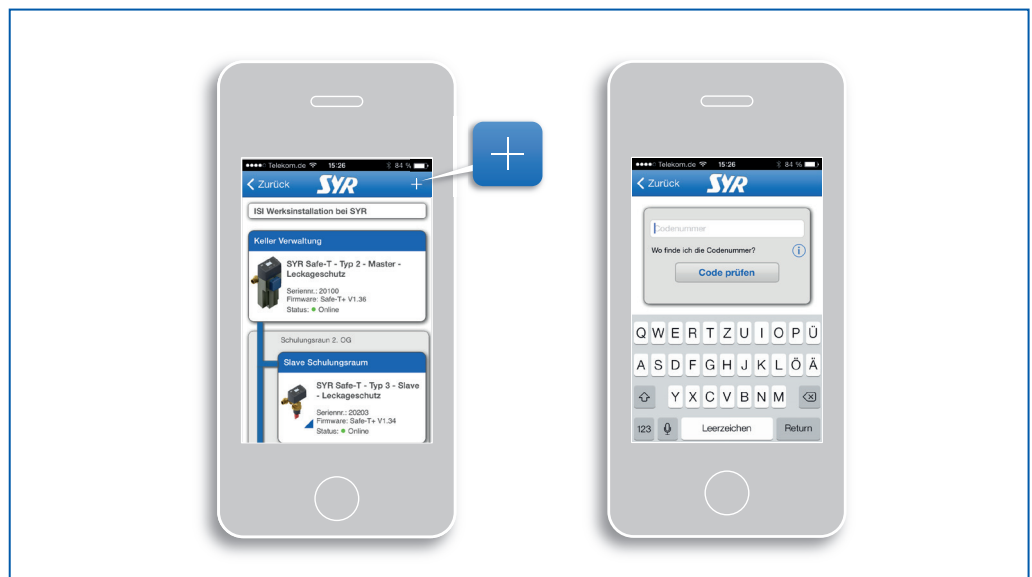 Telekom.de 15:26 84 %
Zurück SYR +
ISI Werksinstallation bei SYR
Keller Verwaltung
SYR Safe-T - Typ 2 - Master -
Leckageschutz
Seriennr.: 20100
Firmware: Safe-T+ V1.36
Status: Online
Schulungsraun 2. OG
Slave Schulungsraum
SYR Safe-T - Typ 3 - Slave
- Leckageschutz
Seriennr.: 20203
Firmware: Safe-T+ V1.34
Status: Online
+
Telekom.de 15:26 84 %
Zurück SYR
Codenummer
Wo finde ich die Codenummer? i
Code prüfen
Q W E R T Z U I O P Ü
A S D F G H J K L Ö Ä
Y X C V B N M
123 Leerzeichen Return